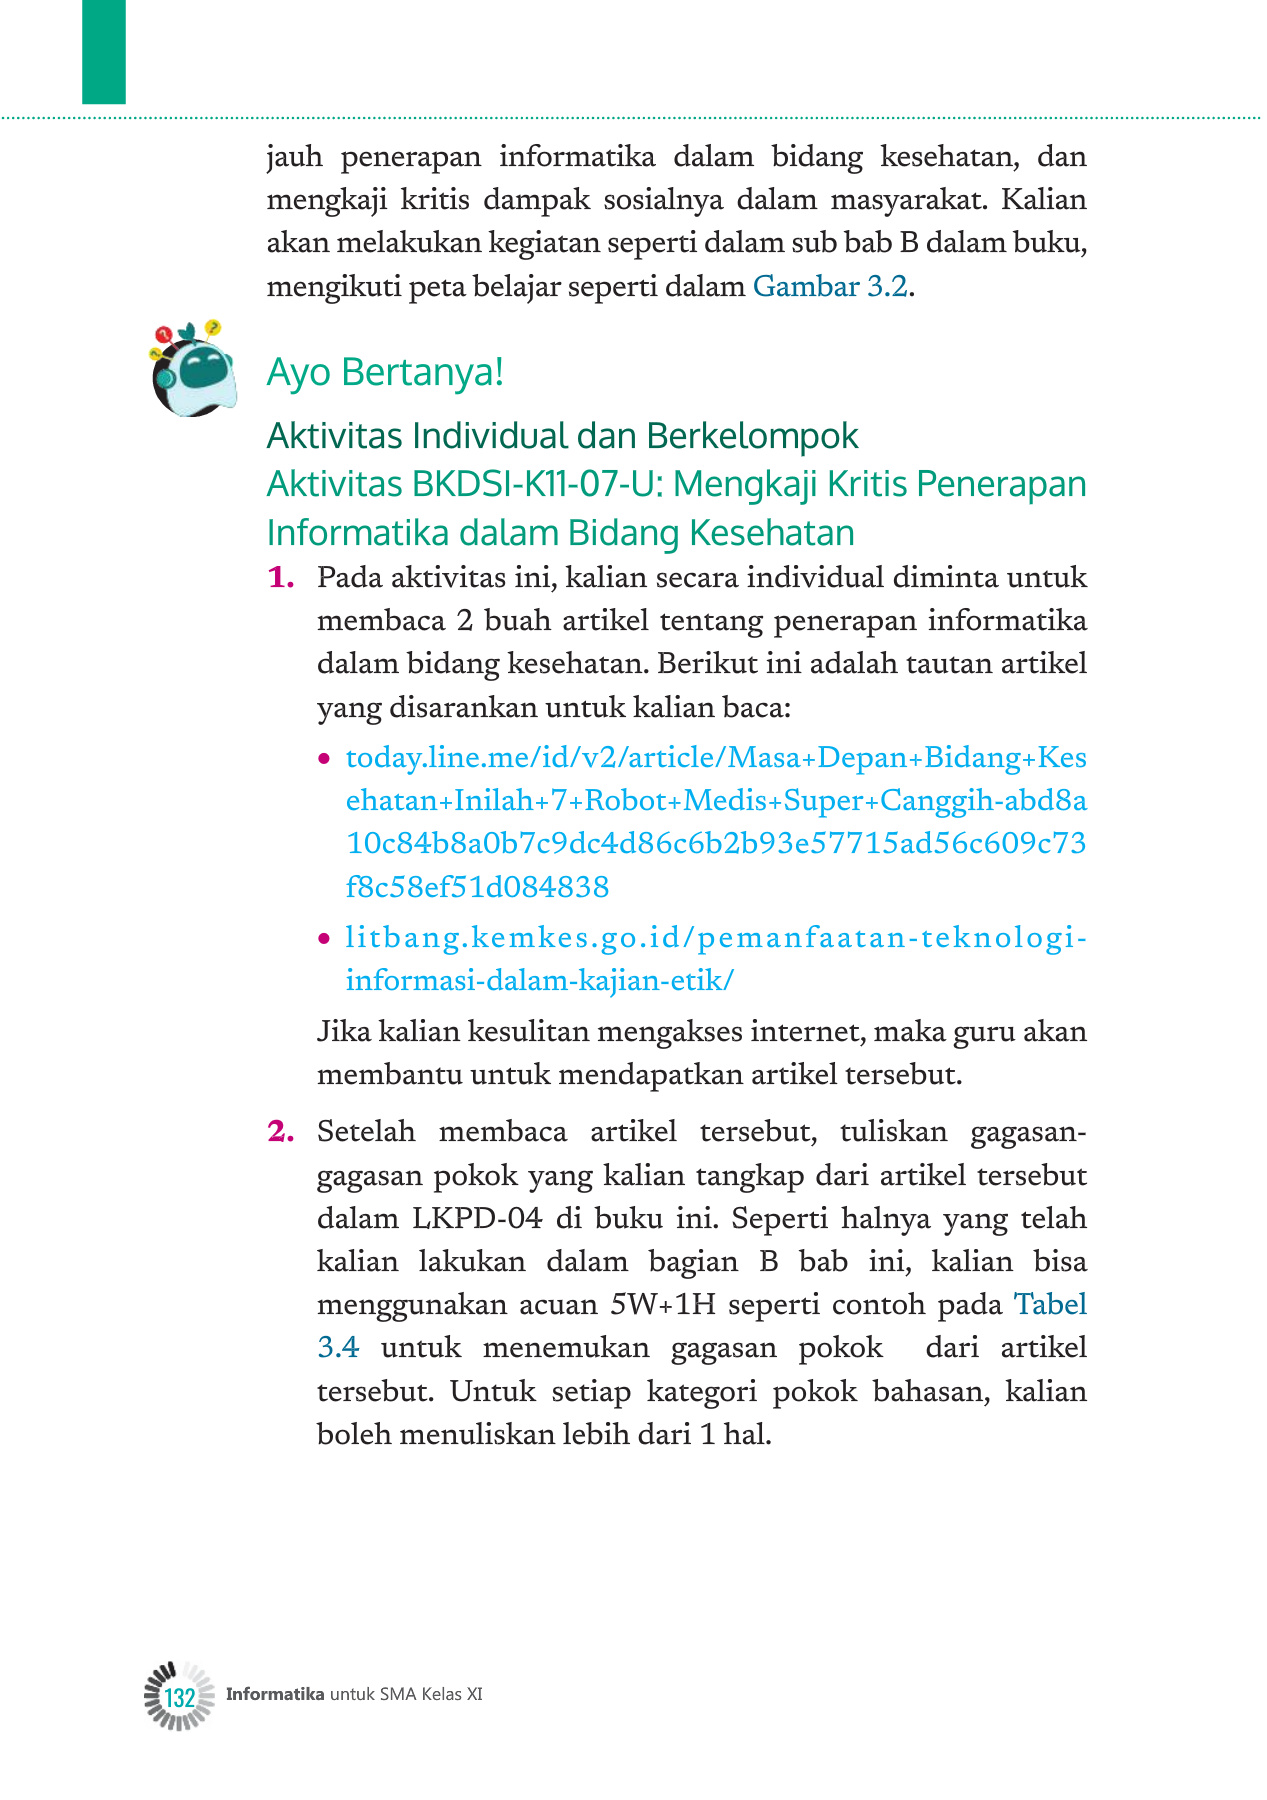 jauh penerapan informatika dalam bidang kesehatan, dan
mengkaji kritis dampak sosialnya dalam masyarakat. Kalian
akan melakukan kegiatan seperti dalam sub bab B dalam buku,
mengikuti peta belajar seperti dalam Gambar 3.2.
Ayo Bertanya!
Aktivitas Individual dan Berkelompok
Aktivitas BKDSI-K11-07-U: Mengkaji Kritis Penerapan
Informatika dalam Bidang Kesehatan
1. Pada aktivitas ini, kalian secara individual diminta untuk
membaca 2 buah artikel tentang penerapan informatika
dalam bidang kesehatan. Berikut ini adalah tautan artikel
yang disarankan untuk kalian baca:
• today.line.me/id/v2/article/Masa+Depan+Bidang+Kes
ehatan+Inilah+7+Robot+Medis+Super+Canggih-abd8a
10c84b8a0b7c9dc4d86c6b2b93e57715ad56c609c73
f8c58ef51d084838
• litbang.kemkes.go.id/pemanfaatan-teknologi-
informasi-dalam-kajian-etik/
Jika kalian kesulitan mengakses internet, maka guru akan
membantu untuk mendapatkan artikel tersebut.
2. Setelah membaca artikel tersebut, tuliskan gagasan-
gagasan pokok yang kalian tangkap dari artikel tersebut
dalam LKPD-04 di buku ini. Seperti halnya yang telah
kalian lakukan dalam bagian B bab ini, kalian bisa
menggunakan acuan 5W+1H seperti contoh pada Tabel
3.4 untuk menemukan gagasan pokok dari artikel
tersebut. Untuk setiap kategori pokok bahasan, kalian
boleh menuliskan lebih dari 1 hal.
132 Informatika untuk SMA Kelas XI